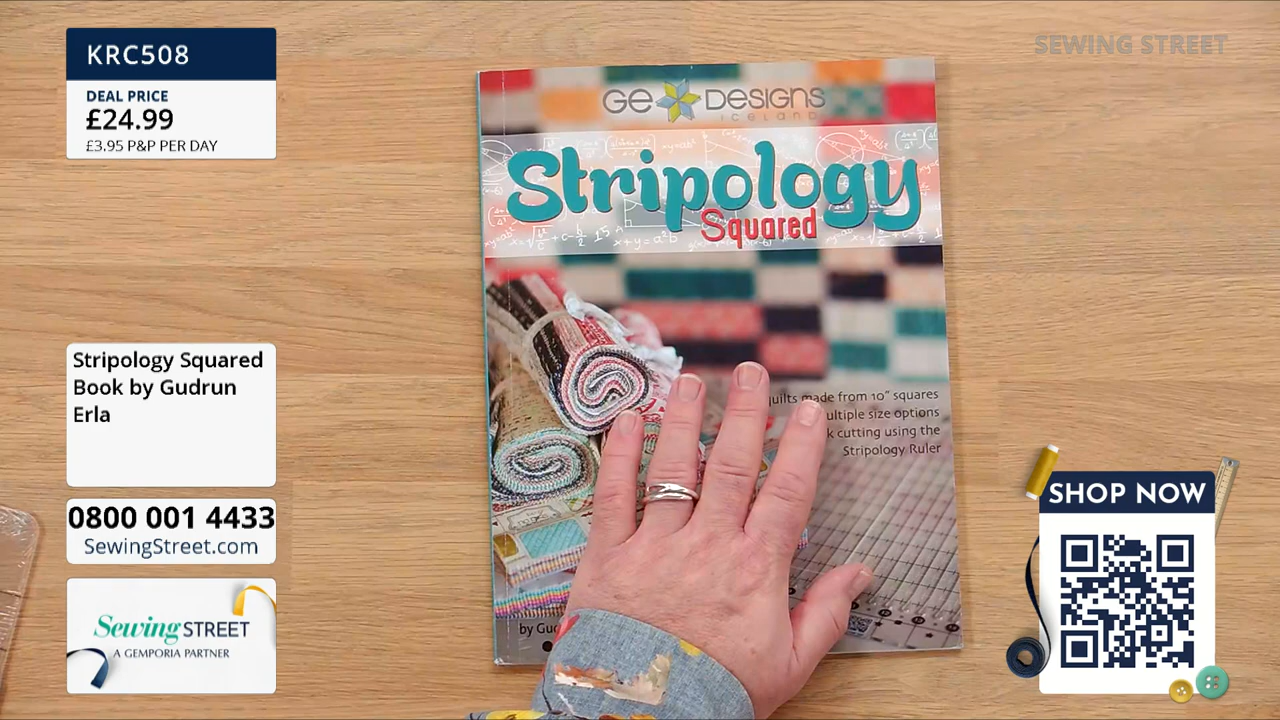 KRC508
DEAL PRICE
£24.99
£3.95 P&P PER DAY
SEWING STREET
GE DESIGNS
ICELAND
Stripology
Squared
made from 10" squares
size options
cutting using the
Stripology Ruler
by
Stripology Squared
Book by Gudrun
Erla
0800 001 4433
SewingStreet.com
Sewing STREET
A GEMPORIA PARTNER
SHOP NOW